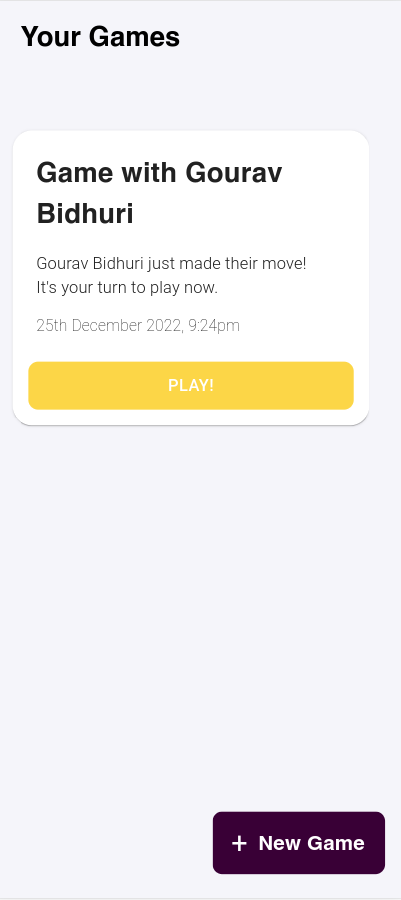 Your Games
Game with Gourav
Bidhuri
Gourav Bidhuri just made their move!
It's your turn to play now.
25th December 2022, 9:24pm
PLAY!
+ New Game